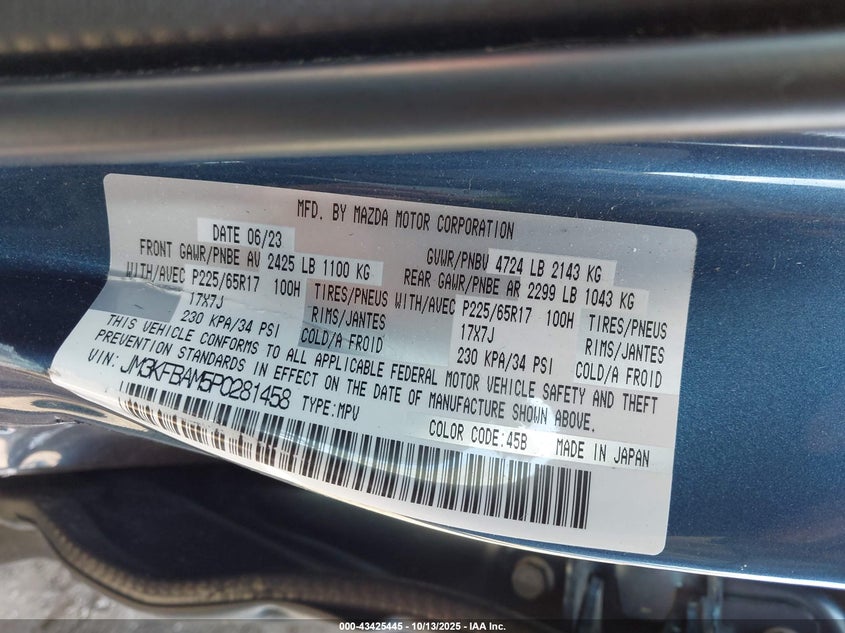 MFD. BY MAZDA MOTOR CORPORATION
DATE 06/23 GVWR/PNBV 4724 LB 2143 KG
FRONT GAWR/PNBE AV 2425 LB 1100 KG REAR GAWR/PNBE AR 2299 LB 1043 KG
WITH/AVEC P225/65R17 100H TIRES/PNEUS WITH/AVEC P225/65R17 100H TIRES/PNEUS
17X7J RIMS/JANTES 17X7J RIMS/JANTES
230 KPA/34 PSI COLD/A FROID 230 KPA/34 PSI COLD/A FROID
THIS VEHICLE CONFORMS TO ALL APPLICABLE FEDERAL MOTOR VEHICLE SAFETY AND THEFT
PREVENTION STANDARDS IN EFFECT ON THE DATE OF MANUFACTURE SHOWN ABOVE.
VIN: JM3KFBAM5P0281458 TYPE:MPV
COLOR CODE:45B MADE IN JAPAN
000-43425445 - 10/13/2025 - IAA Inc.